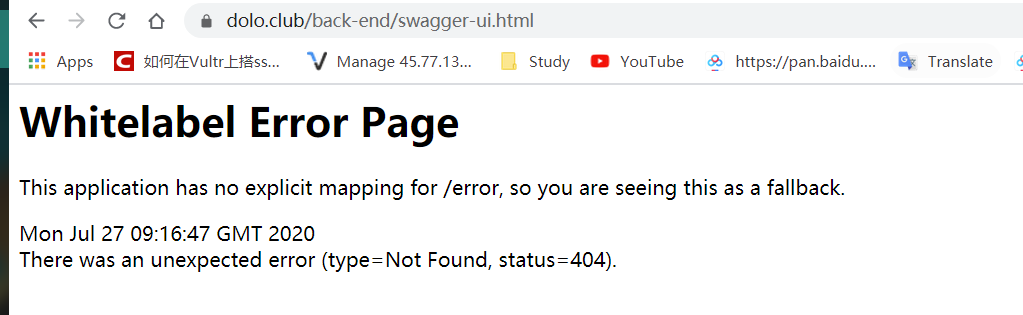 dolo.club/back-end/swagger-ui.html
Apps 如何在Vultr上搭ss... Manage 45.77.13... Study YouTube https://pan.baidu.... Translate
Whitelabel Error Page
This application has no explicit mapping for /error, so you are seeing this as a fallback.
Mon Jul 27 09:16:47 GMT 2020
There was an unexpected error (type=Not Found, status=404).